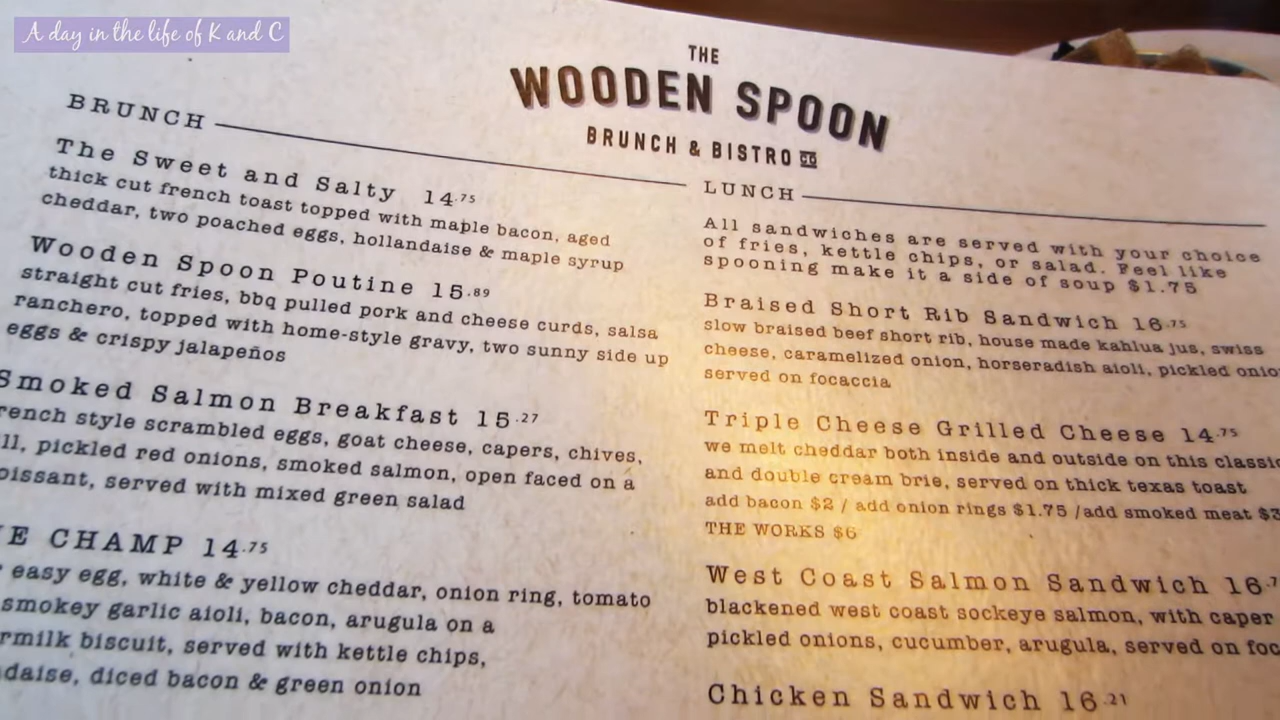 A day in the life of K and C
THE
WOODEN SPOON
BRUNCH & BISTRO CO
BRUNCH
The Sweet and Salty 14.75
thick cut french toast topped with maple bacon, aged
cheddar, two poached eggs, hollandaise & maple syrup
Wooden Spoon Poutine 15.89
straight cut fries, bbq pulled pork and cheese curds, salsa
ranchero, topped with home-style gravy, two sunny side up
eggs & crispy jalapeños
Smoked Salmon Breakfast 15.27
rench style scrambled eggs, goat cheese, capers, chives,
ll, pickled red onions, smoked salmon, open faced on a
oissant, served with mixed green salad
E CHAMP 14.75
easy egg, white & yellow cheddar, onion ring, tomato
smokey garlic aioli, bacon, arugula on a
rmilk biscuit, served with kettle chips,
daise, diced bacon & green onion
LUNCH
All sandwiches are served with your choice
of fries, kettle chips, or salad. Feel like
spooning make it a side of soup $1.75
Braised Short Rib Sandwich 16.75
slow braised beef short rib, house made kahlua jus, swiss
cheese, caramelized onion, horseradish aioli, pickled onio
served on focaccia
Triple Cheese Grilled Cheese 14.75
we melt cheddar both inside and outside on this classic
and double cream brie, served on thick texas toast
add bacon $2 / add onion rings $1.75 /add smoked meat $3
THE WORKS $6
West Coast Salmon Sandwich 16.7
blackened west coast sockeye salmon, with caper
pickled onions, cucumber, arugula, served on foc
Chicken Sandwich 16.21